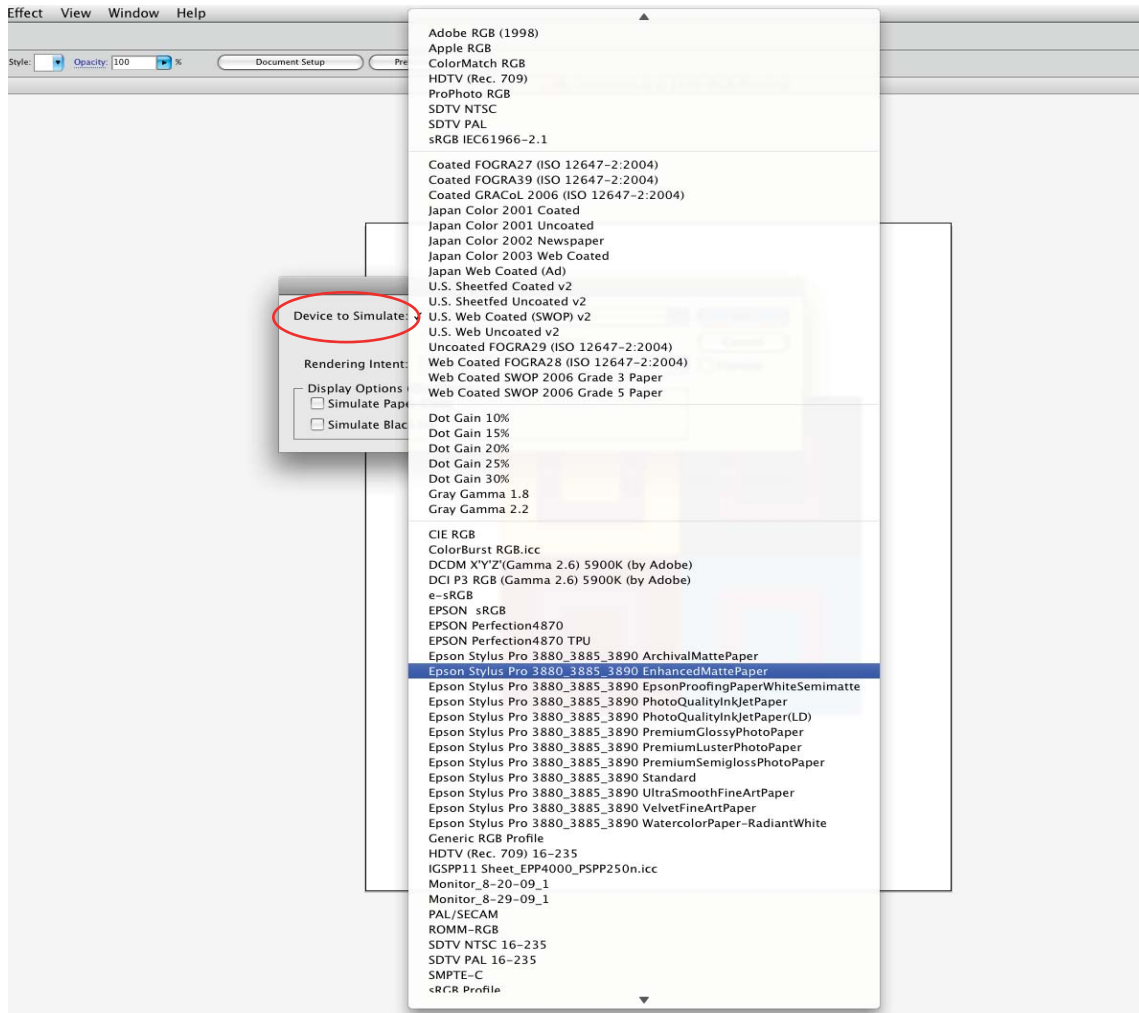 Effect View Window Help
Style: Opacity: 100 % Document Setup Pre
Adobe RGB (1998)
Apple RGB
ColorMatch RGB
HDTV (Rec. 709)
ProPhoto RGB
SDTV NTSC
SDTV PAL
sRGB IEC61966-2.1
Coated FOGRA27 (ISO 12647-2:2004)
Coated FOGRA39 (ISO 12647-2:2004)
Coated GRACoL 2006 (ISO 12647-2:2004)
Japan Color 2001 Coated
Japan Color 2001 Uncoated
Japan Color 2002 Newspaper
Japan Color 2003 Web Coated
Japan Web Coated (Ad)
U.S. Sheetfed Coated v2
U.S. Sheetfed Uncoated v2
Device to Simulate: ✓ U.S. Web Coated (SWOP) v2
U.S. Web Uncoated v2
Uncoated FOGRA29 (ISO 12647-2:2004)
Rendering Intent: Web Coated FOGRA28 (ISO 12647-2:2004)
Web Coated SWOP 2006 Grade 3 Paper
Display Options Web Coated SWOP 2006 Grade 5 Paper
Simulate Pape
Simulate Blac
Dot Gain 10%
Dot Gain 15%
Dot Gain 20%
Dot Gain 25%
Dot Gain 30%
Gray Gamma 1.8
Gray Gamma 2.2
CIE RGB
ColorBurst RGB.icc
DCDM X'Y'Z'(Gamma 2.6) 5900K (by Adobe)
DCI P3 RGB (Gamma 2.6) 5900K (by Adobe)
e-sRGB
EPSON sRGB
EPSON Perfection4870
EPSON Perfection4870 TPU
Epson Stylus Pro 3880_3885_3890 ArchivalMattePaper
Epson Stylus Pro 3880_3885_3890 EnhancedMattePaper
Epson Stylus Pro 3880_3885_3890 EpsonProofingPaperWhiteSemimatte
Epson Stylus Pro 3880_3885_3890 PhotoQualityInkJetPaper
Epson Stylus Pro 3880_3885_3890 PhotoQualityInkJetPaper(LD)
Epson Stylus Pro 3880_3885_3890 PremiumGlossyPhotoPaper
Epson Stylus Pro 3880_3885_3890 PremiumLusterPhotoPaper
Epson Stylus Pro 3880_3885_3890 PremiumSemiglossPhotoPaper
Epson Stylus Pro 3880_3885_3890 Standard
Epson Stylus Pro 3880_3885_3890 UltraSmoothFineArtPaper
Epson Stylus Pro 3880_3885_3890 VelvetFineArtPaper
Epson Stylus Pro 3880_3885_3890 WatercolorPaper-RadiantWhite
Generic RGB Profile
HDTV (Rec. 709) 16-235
IGSPP11 Sheet_EPP4000_PSPP250n.icc
Monitor_8-20-09_1
Monitor_8-29-09_1
PAL/SECAM
ROMM-RGB
SDTV NTSC 16-235
SDTV PAL 16-235
SMPTE-C
sRGB Profile